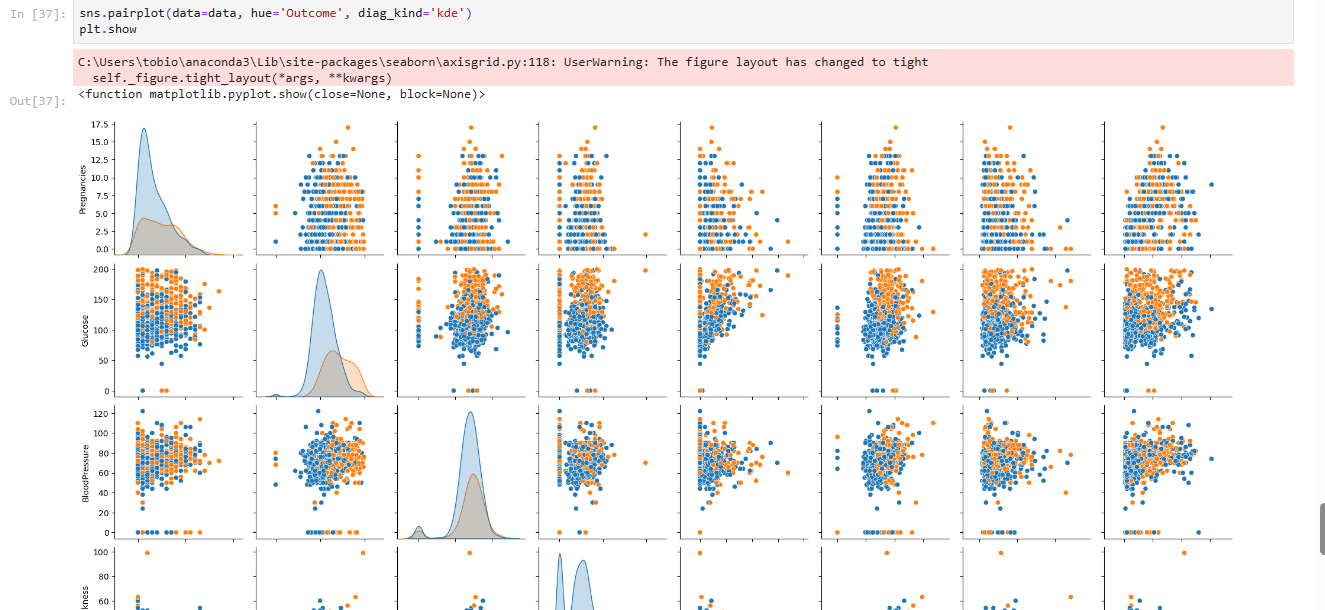 In [37]:
sns.pairplot(data=data, hue='Outcome', diag_kind='kde')
plt.show
C:\Users\tobio\anaconda3\Lib\site-packages\seaborn\axisgrid.py:118: UserWarning: The figure layout has changed to tight
self._figure.tight_layout(*args, **kwargs)
Out[37]:
<function matplotlib.pyplot.show(close=None, block=None)>
17.5
15.0
12.5
10.0
7.5
5.0
2.5
0.0
Pregnancies
200
150
100
50
0
Glucose
120
100
80
60
40
20
0
BloodPressure
100
80
60
kness